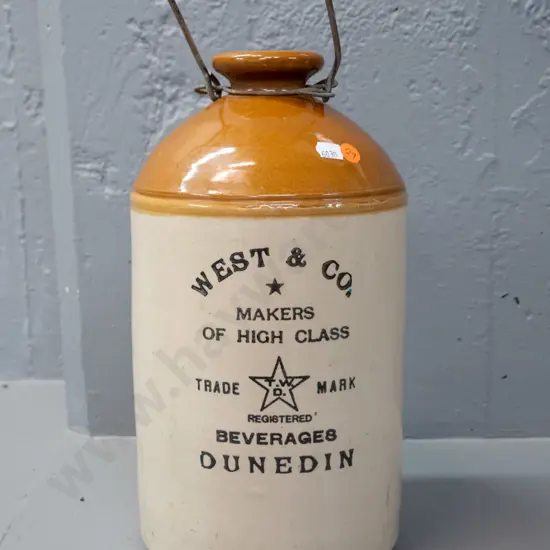 WEST & CO.
MAKERS
OF HIGH CLASS
TRADE T.W.D. MARK
REGISTERED
BEVERAGES
DUNEDIN